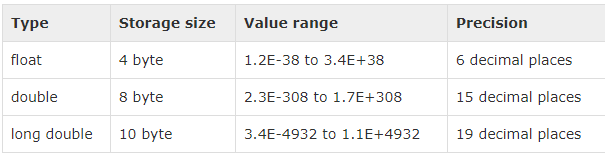 Type Storage size Value range Precision
float 4 byte 1.2E-38 to 3.4E+38 6 decimal places
double 8 byte 2.3E-308 to 1.7E+308 15 decimal places
long double 10 byte 3.4E-4932 to 1.1E+4932 19 decimal places